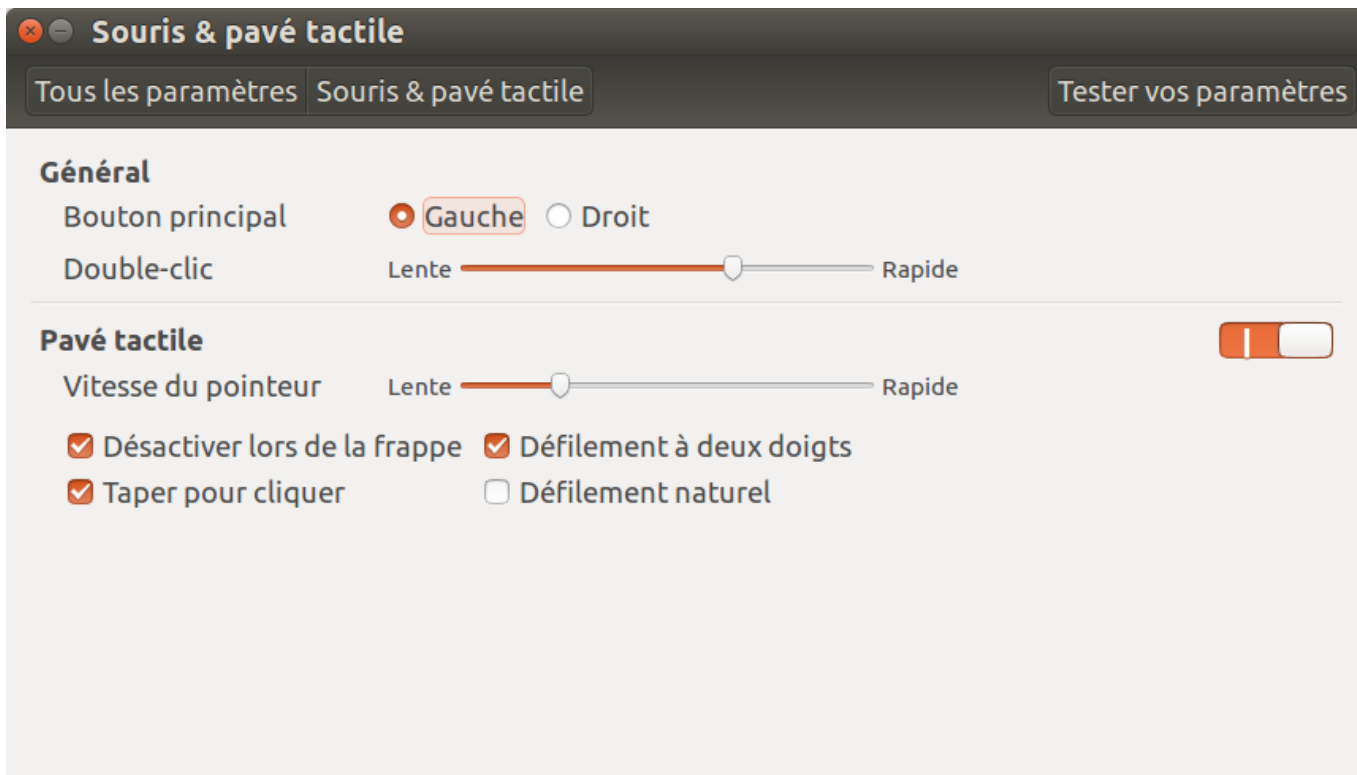 Souris & pavé tactile
Tous les paramètres Souris & pavé tactile Tester vos paramètres
Général
Bouton principal Gauche Droit
Double-clic Lente Rapide
Pavé tactile
Vitesse du pointeur Lente Rapide
Désactiver lors de la frappe Défilement à deux doigts
Taper pour cliquer Défilement naturel